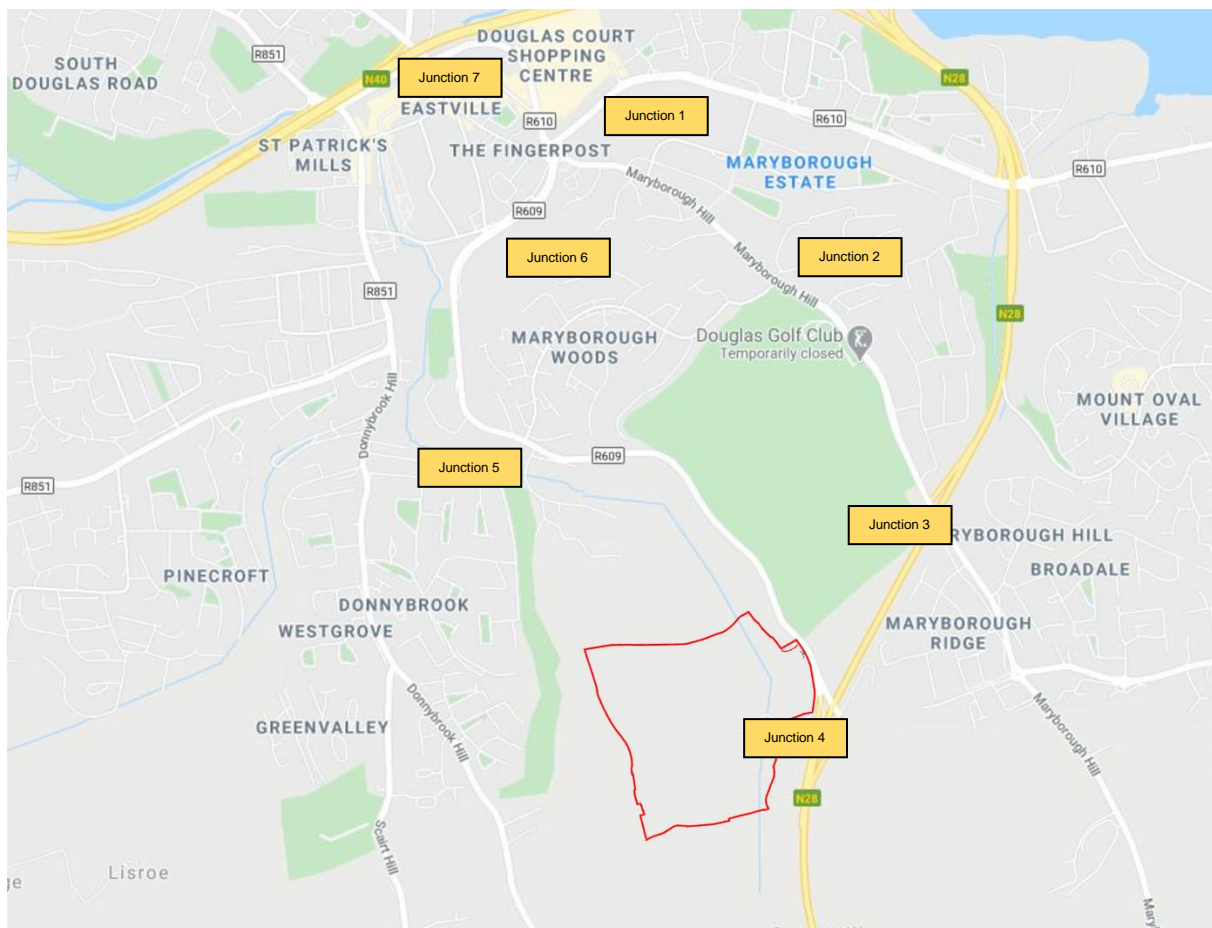 DOUGLAS COURT
SHOPPING
CENTRE
SOUTH
DOUGLAS ROAD
R851
N40
Junction 7
EASTVILLE
N28
Junction 1
R610
R610
ST PATRICK'S
MILLS
THE FINGERPOST
MARYBOROUGH
ESTATE
R610
Maryborough Hill
R609
Junction 6
Maryborough Hill
Junction 2
R851
N28
MARYBOROUGH
WOODS
Douglas Golf Club
Temporarily closed
MOUNT OVAL
VILLAGE
Donnybrook Hill
Junction 5
R609
R851
Junction 3
RYBOROUGH HILL
BROADALE
PINECROFT
DONNYBROOK
WESTGROVE
MARYBOROUGH
RIDGE
GREENVALLEY
Donnybrook Hill
Junction 4
Maryborough Hill
N28
Scairt Hill
Lisroe
ge
Mary